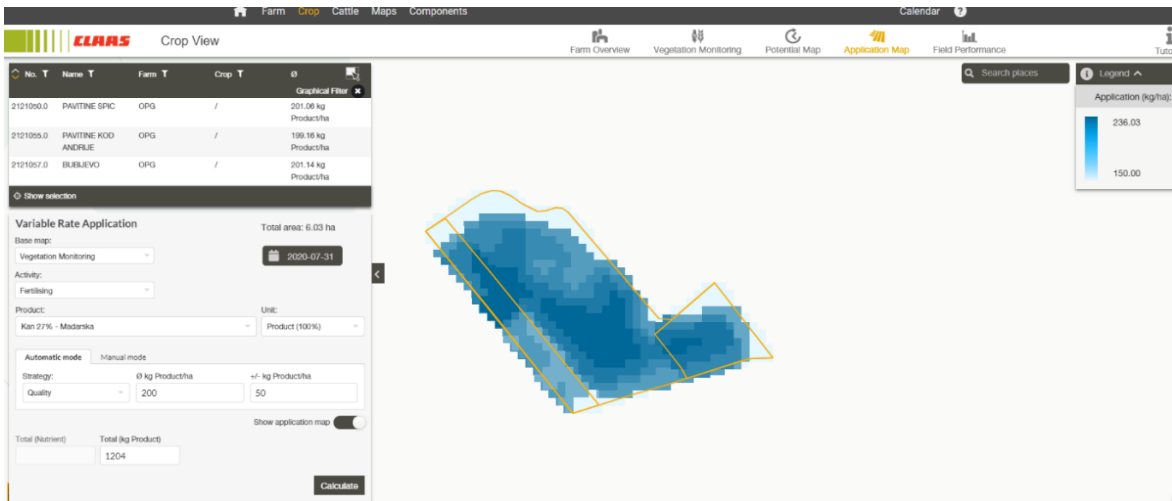 Farm Crop Cattle Maps Components Calendar ?
CLAAS Crop View
Farm Overview Vegetation Monitoring Potential Map Application Map Field Performance
No. Name Farm Crop Ø
Graphical Filter
2121050.0 PAVITINE SPIC OPG / 201.06 kg
Product/ha
2121055.0 PAVITINE KOD OPG / 199.16 kg
ANDRIJE Product/ha
2121057.0 BUBIJEVO OPG / 201.14 kg
Product/ha
Show selection
Variable Rate Application Total area: 6.03 ha
Base map:
Vegetation Monitoring 2020-07-31
Activity:
Fertilising
Product: Unit:
Kan 27% - Madarska Product (100%)
Automatic mode Manual mode
Strategy: Ø kg Product/ha +/- kg Product/ha
Quality 200 50
Show application map
Total (Nutrient) Total (kg Product)
1204
Calculate
Search places
Legend
Application (kg/ha):
236.03
150.00